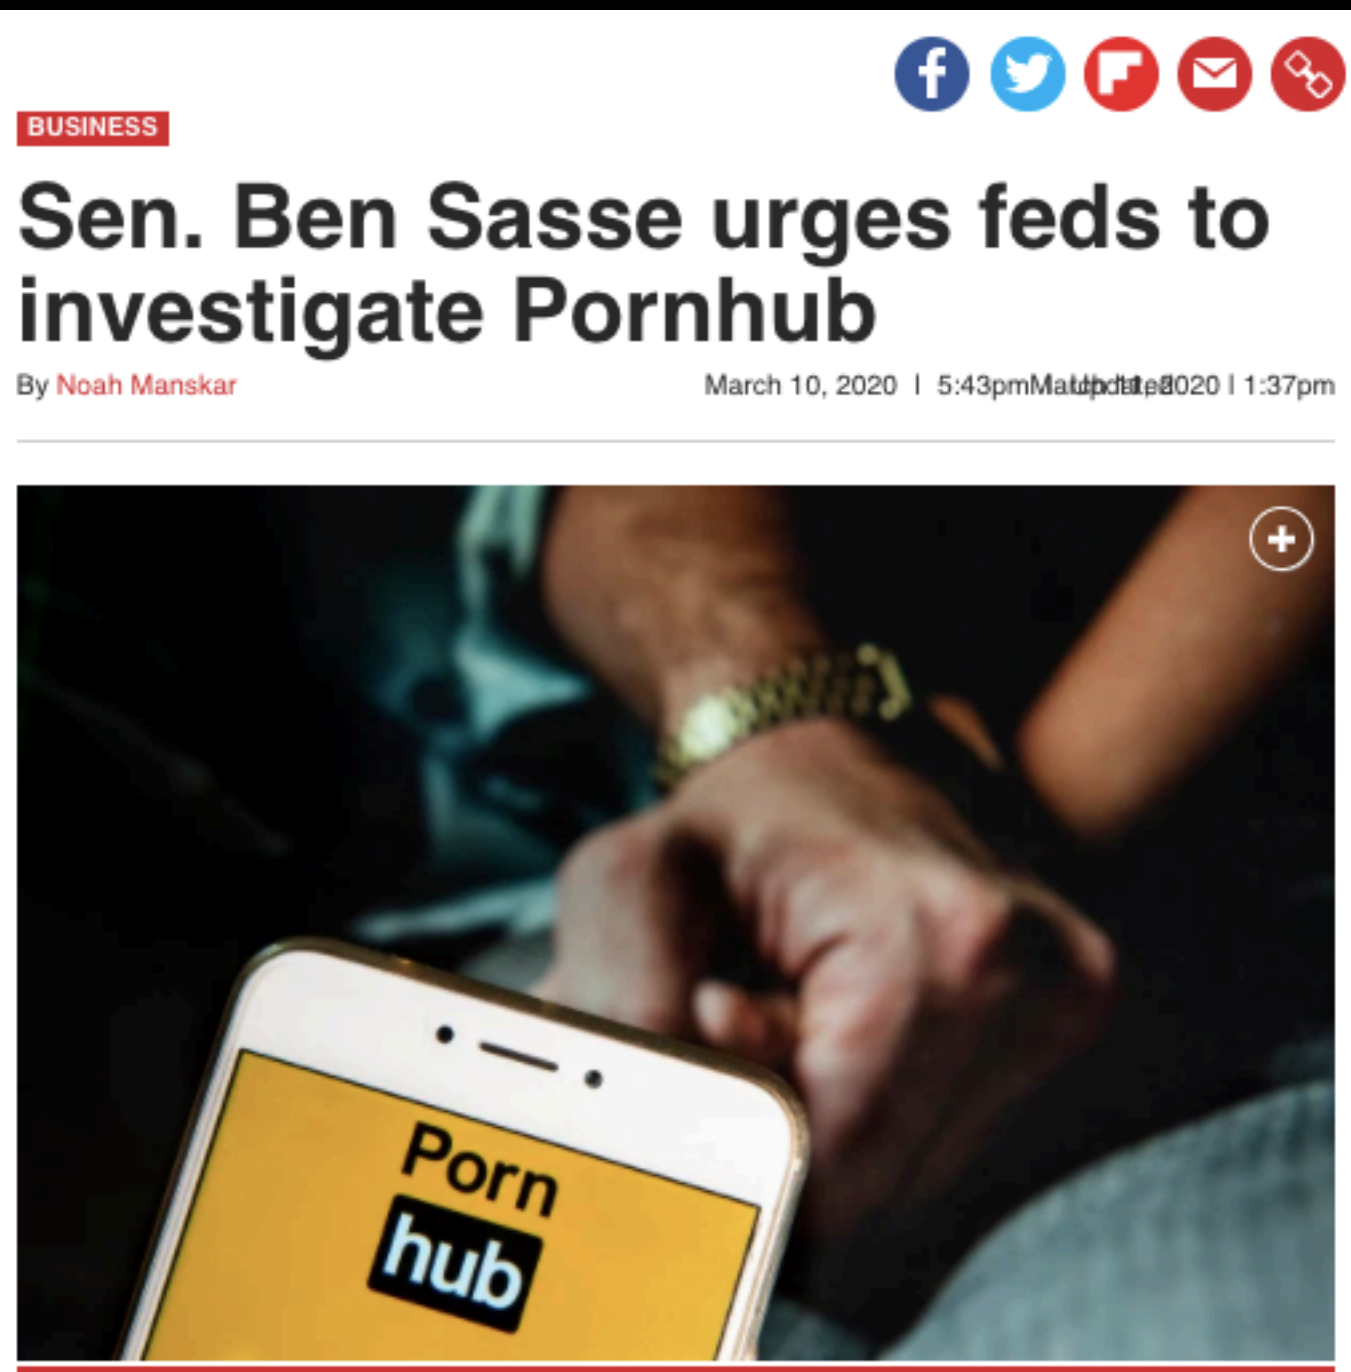 BUSINESS
Sen. Ben Sasse urges feds to
investigate Pornhub
By Noah Manskar
March 10, 2020 | 5:43pm 2020 | 1:37pm
Porn
hub